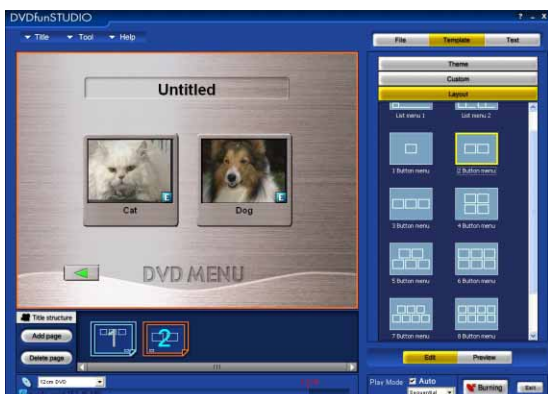 DVDfunSTUDIO
? - X
Title Tool Help
File Template Text
Theme
Custom
Layout
Untitled
List menu 1 List menu 2
1 Button menu 2 Button menu
Cat Dog
3 Button menu 4 Button menu
DVD MENU
5 Button menu 6 Button menu
7 Button menu 8 Button menu
Title structure
Add page
1 2
Delete page
Edit Preview
12cm DVD
Play Mode Auto
Burning Exit